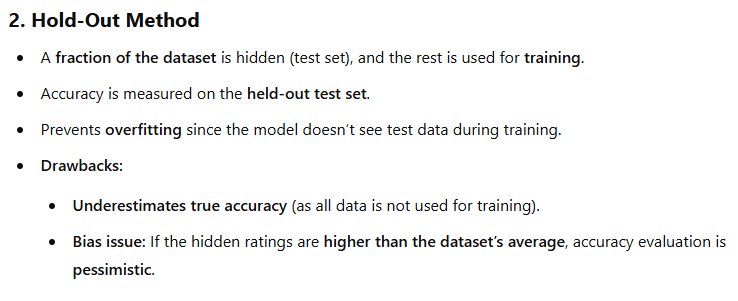 2. Hold-Out Method
• A fraction of the dataset is hidden (test set), and the rest is used for training.
• Accuracy is measured on the held-out test set.
• Prevents overfitting since the model doesn’t see test data during training.
• Drawbacks:
• Underestimates true accuracy (as all data is not used for training).
• Bias issue: If the hidden ratings are higher than the dataset’s average, accuracy evaluation is
pessimistic.